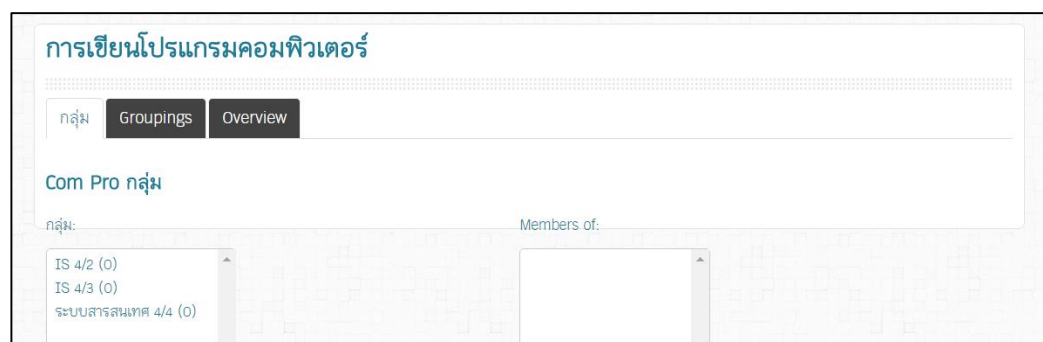 การเขียนโปรแกรมคอมพิวเตอร์
กลุ่ม Groupings Overview
Com Pro กลุ่ม
กลุ่ม: Members of:
IS 4/2 (0)
IS 4/3 (0)
ระบบสารสนเทศ 4/4 (0)